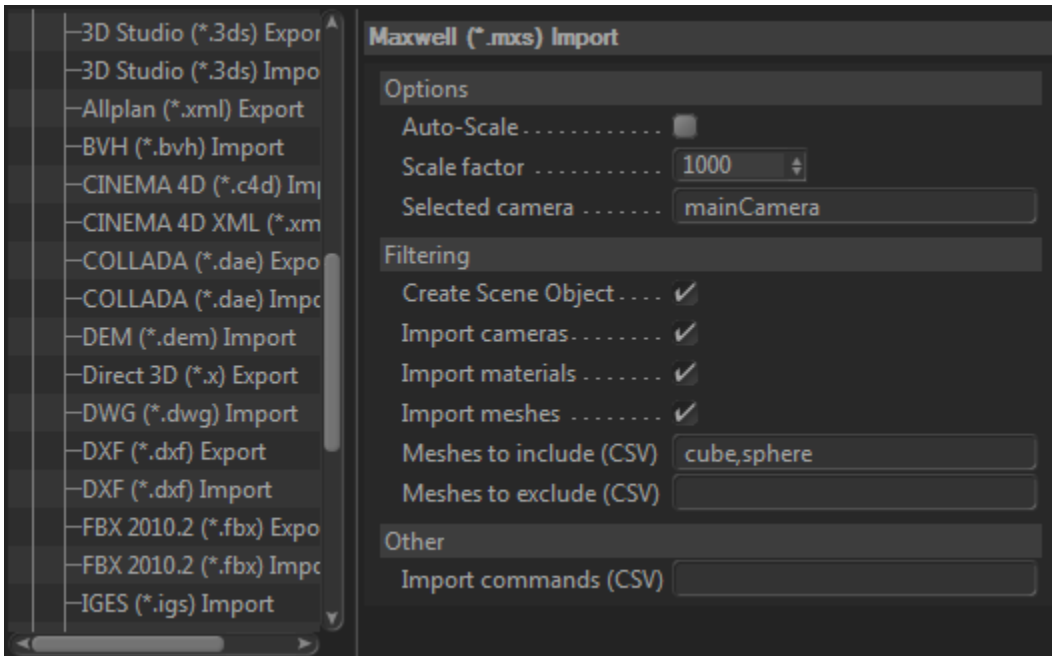 3D Studio (*.3ds) Expor
3D Studio (*.3ds) Impo
Allplan (*.xml) Export
BVH (*.bvh) Import
CINEMA 4D (*.c4d) Im
CINEMA 4D XML (*.xm
COLLADA (*.dae) Expo
COLLADA (*.dae) Impo
DEM (*.dem) Import
Direct 3D (*.x) Export
DWG (*.dwg) Import
DXF (*.dxf) Export
DXF (*.dxf) Import
FBX 2010.2 (*.fbx) Expo
FBX 2010.2 (*.fbx) Impo
IGES (*.igs) Import
Maxwell (*.mxs) Import
Options
Auto-Scale
Scale factor 1000
Selected camera mainCamera
Filtering
Create Scene Object
Import cameras
Import materials
Import meshes
Meshes to include (CSV) cube,sphere
Meshes to exclude (CSV)
Other
Import commands (CSV)